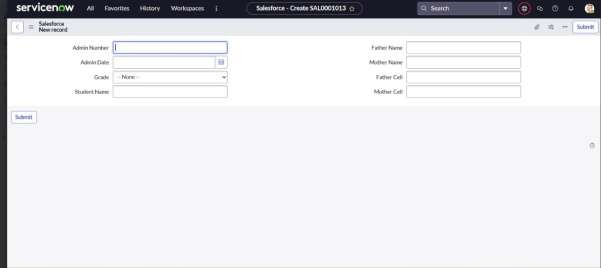 servicenow All Favorites History Workspaces Salesforce - Create SAL0001013 Search
Salesforce
New record
Submit
Admin Number
Father Name
Admin Date
Mother Name
Grade -- None --
Father Cell
Student Name
Mother Cell
Submit